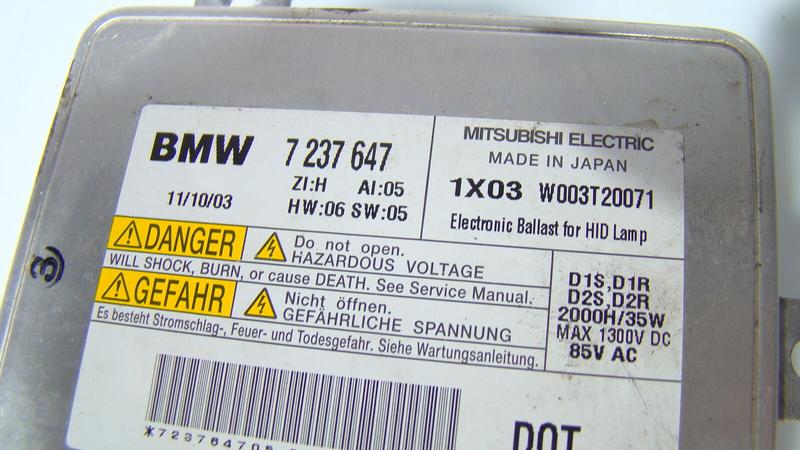 BMW 7 237 647
ZI:H AI:05
11/10/03 HW:06 SW:05
MITSUBISHI ELECTRIC
MADE IN JAPAN
1X03 W003T20071
Electronic Ballast for HID Lamp
DANGER Do not open.
HAZARDOUS VOLTAGE
WILL SHOCK, BURN, or cause DEATH. See Service Manual.
GEFAHR Nicht öffnen.
GEFÄHRLICHE SPANNUNG
Es besteht Stromschlag-, Feuer- und Todesgefahr. Siehe Wartungsanleitung.
D1S,D1R
D2S,D2R
2000H/35W
MAX 1300V DC
85V AC
DOT
3